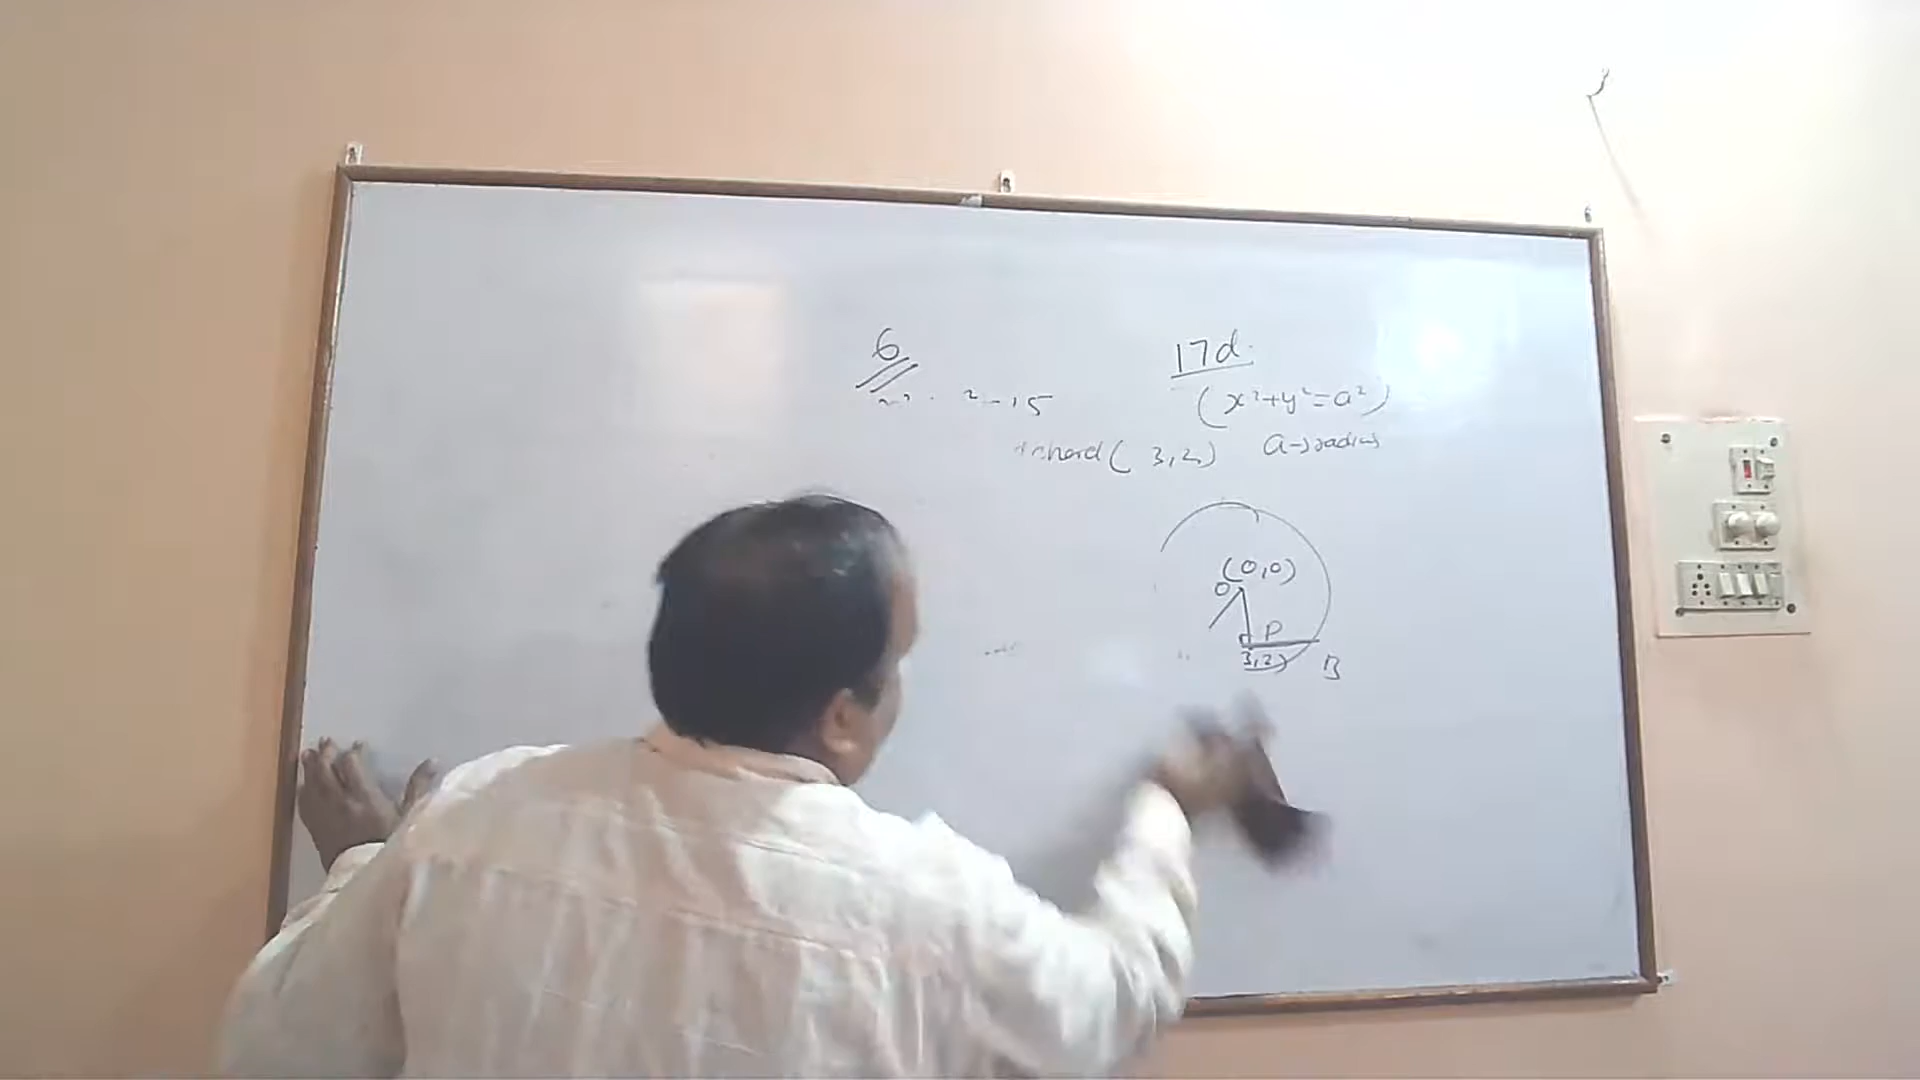 6
17d.
(x²+y²=a²)
² = 15
chord ( 3,2)
a→radius
(0,0)
O
P
3,2)
B